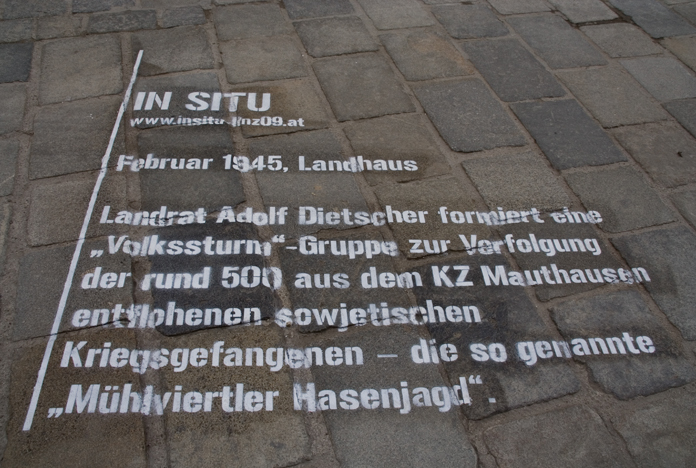 IN SITU
www.insitu-linz09.at
Februar 1945, Landhaus
Landrat Adolf Dietscher formiert eine
„Volkssturm“-Gruppe zur Verfolgung
der rund 500 aus dem KZ Mauthausen
entflohenen sowjetischen
Kriegsgefangenen – die so genannte
„Mühlviertler Hasenjagd“.